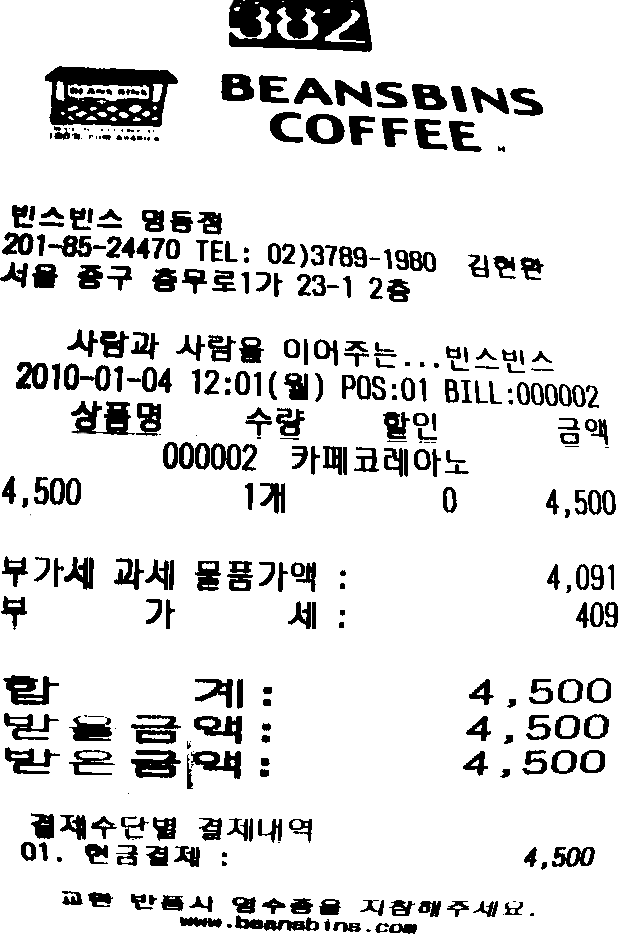 382
BEANS BINS
BEANSBINS
COFFEE
빈스빈스 명동점
201-85-24470 TEL: 02)3789-1980 김현완
서울 중구 충무로1가 23-1 2층
사람과 사람을 이어주는...빈스빈스
2010-01-04 12:01(월) POS:01 BILL:000002
상품명 수량 할인 금액
000002 카페코레아노
4,500 1개 0 4,500
부가세 과세 물품가액 : 4,091
부 가 세 : 409
합 계 : 4,500
받을금액 : 4,500
받은금액 : 4,500
결제수단별 결제내역
01. 현금결제 : 4,500
교환 반품시 영수증을 지참해주세요.
www.beansbins.com